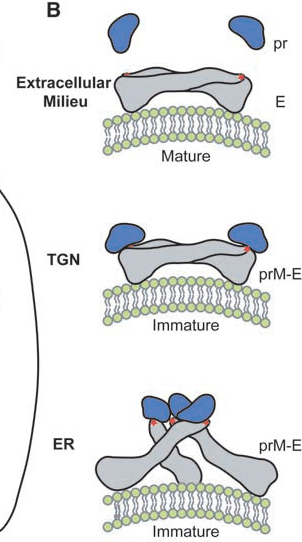 B
pr
Extracellular
Milieu
E
Mature
TGN
prM-E
Immature
ER
prM-E
Immature